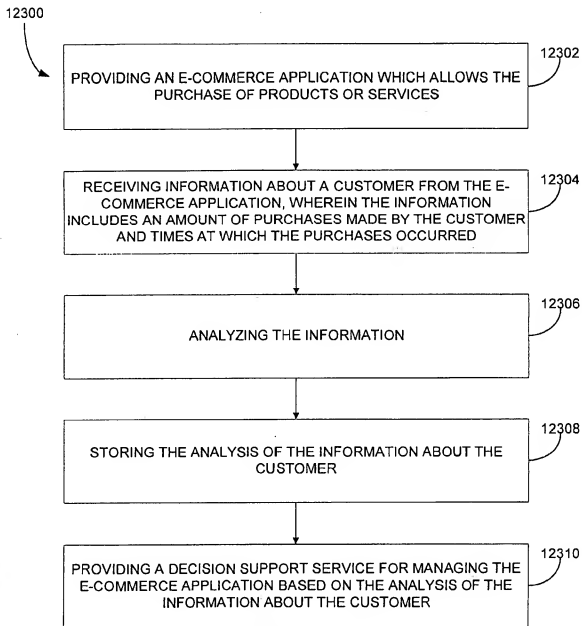 12300
12302
PROVIDING AN E-COMMERCE APPLICATION WHICH ALLOWS THE
PURCHASE OF PRODUCTS OR SERVICES
12304
RECEIVING INFORMATION ABOUT A CUSTOMER FROM THE E-
COMMERCE APPLICATION, WHEREIN THE INFORMATION
INCLUDES AN AMOUNT OF PURCHASES MADE BY THE CUSTOMER
AND TIMES AT WHICH THE PURCHASES OCCURRED
12306
ANALYZING THE INFORMATION
12308
STORING THE ANALYSIS OF THE INFORMATION ABOUT THE
CUSTOMER
12310
PROVIDING A DECISION SUPPORT SERVICE FOR MANAGING THE
E-COMMERCE APPLICATION BASED ON THE ANALYSIS OF THE
INFORMATION ABOUT THE CUSTOMER